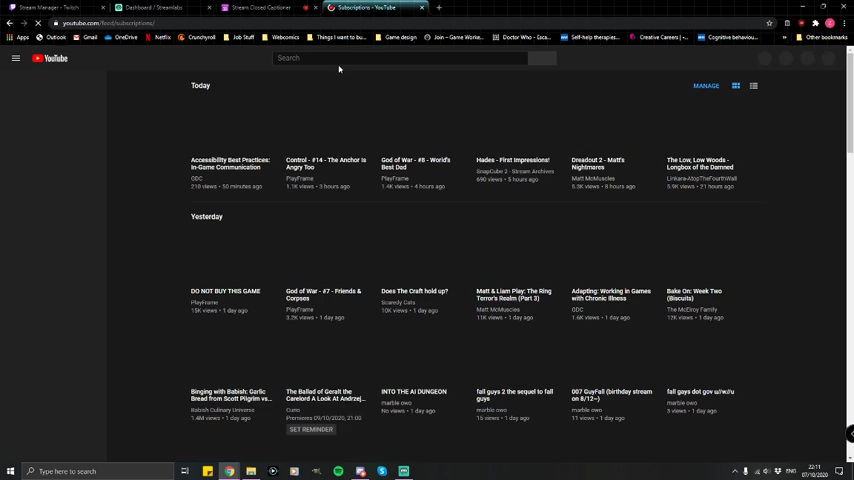 Stream Manager - Twitch
Dashboard / Streamlabs
Stream Closed Captioner
Subscriptions - YouTube
youtube.com/feed/subscriptions/
Apps Outlook Gmail OneDrive Netflix Crunchyroll Job Stuff Webcomics Things I want to bu... Game design Join – Game Worke... Doctor Who - Esca... Self-help therapies... Creative Careers |... Cognitive behaviou... » Other bookmarks
YouTube
Search
Today
MANAGE
Accessibility Best Practices:
In-Game Communication
GDC
218 views • 50 minutes ago
Control - #14 - The Anchor Is
Angry Too
PlayFrame
1.1K views • 3 hours ago
God of War - #8 - World's
Best Dad
PlayFrame
1.4K views • 4 hours ago
Hades - First Impressions!
SnapCube 2 - Stream Archives
690 views • 5 hours ago
Dreadout 2 - Matt's
Nightmares
Matt McMuscles
5.3K views • 8 hours ago
The Low, Low Woods -
Longbox of the Damned
Linkara-AtopTheFourthWall
5.9K views • 21 hours ago
Yesterday
DO NOT BUY THIS GAME
PlayFrame
15K views • 1 day ago
God of War - #7 - Friends &
Corpses
PlayFrame
3.2K views • 1 day ago
Does The Craft hold up?
Scaredy Cats
10K views • 1 day ago
Matt & Liam Play: The Ring
Terror's Realm (Part 3)
Matt McMuscles
11K views • 1 day ago
Adapting: Working in Games
with Chronic Illness
GDC
1.6K views • 1 day ago
Bake On: Week Two
(Biscuits)
The McElroy Family
12K views • 1 day ago
Binging with Babish: Garlic
Bread from Scott Pilgrim vs...
Babish Culinary Universe
1.4M views • 1 day ago
The Ballad of Geralt the
Carelord A Look At Andrzej...
Curio
Premieres 09/10/2020, 21:00
SET REMINDER
INTO THE AI DUNGEON
marble owo
No views • 1 day ago
fall guys 2 the sequel to fall
guys
marble owo
15 views • 1 day ago
007 GuyFall (birthday stream
on 8/12~)
marble owo
11 views • 1 day ago
fall gays dot gov u//w//u
marble owo
3 views • 1 day ago
Type here to search
ENG
22:11
07/10/2020